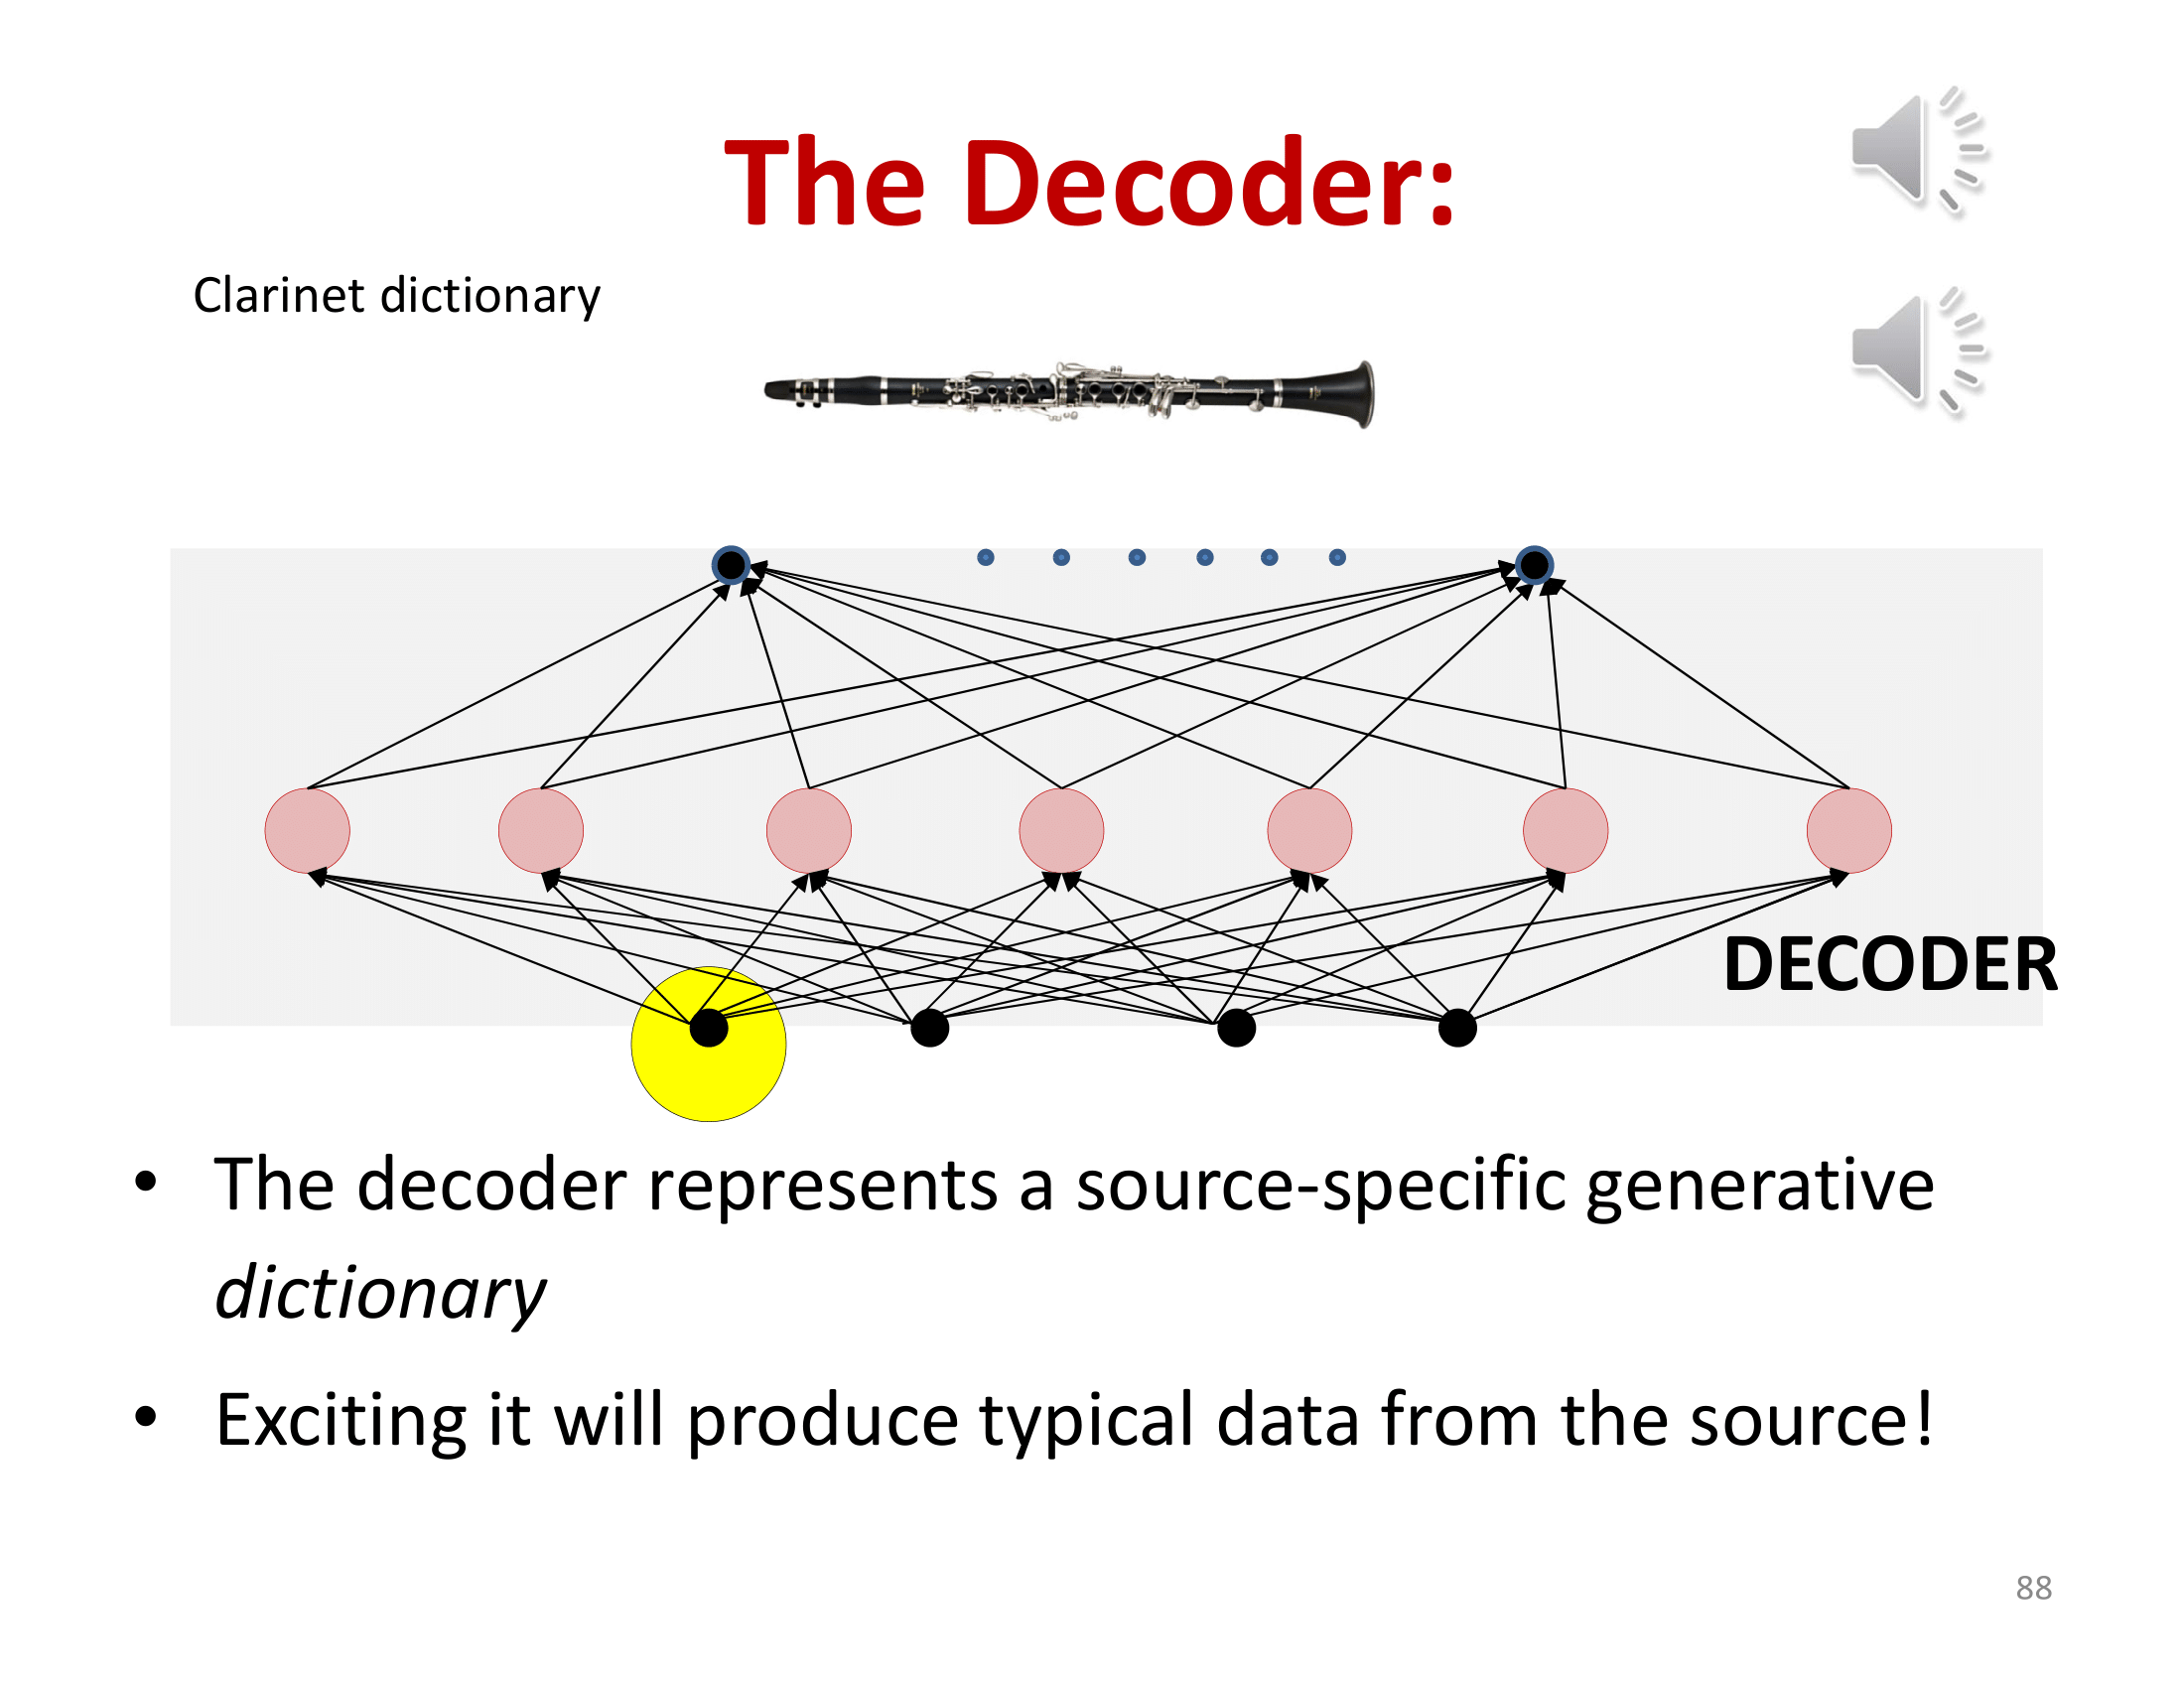 The Decoder:
Clarinet dictionary
DECODER
• The decoder represents a source-specific generative
dictionary
• Exciting it will produce typical data from the source!
88